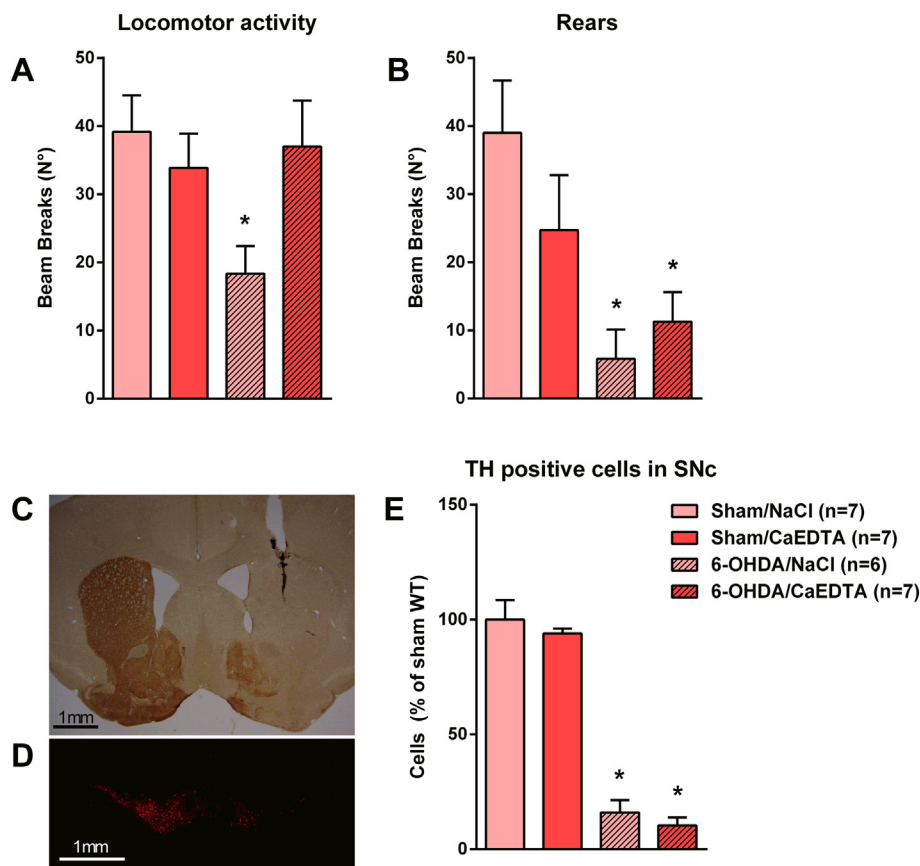 Locomotor activity
A
Beam Breaks (N°)
50
40
30
20
10
0
*
Rears
B
Beam Breaks (N°)
50
40
30
20
10
0
*
*
C
1mm
D
1mm
TH positive cells in SNc
E
Cells (% of sham WT)
150
100
50
0
*
*
Sham/NaCl (n=7)
Sham/CaEDTA (n=7)
6-OHDA/NaCl (n=6)
6-OHDA/CaEDTA (n=7)